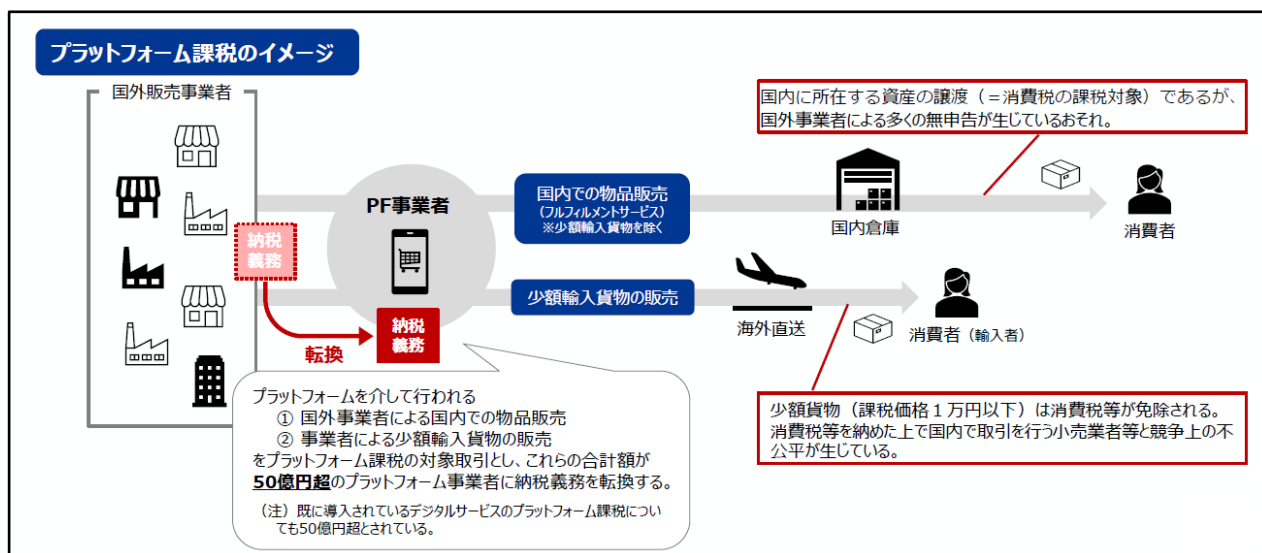 プラットフォーム課税のイメージ
国外販売事業者
国内に所在する資産の譲渡（＝消費税の課税対象）であるが、
国外事業者による多くの無申告が生じているおそれ。
PF事業者
国内での物品販売
（フルフィルメントサービス）
※少額輸入貨物を除く
国内倉庫
消費者
納税
義務
少額輸入貨物の販売
海外直送
消費者（輸入者）
転換
納税
義務
プラットフォームを介して行われる
① 国外事業者による国内での物品販売
② 事業者による少額輸入貨物の販売
をプラットフォーム課税の対象取引とし、これらの合計額が
50億円超のプラットフォーム事業者に納税義務を転換する。
（注）既に導入されているデジタルサービスのプラットフォーム課税につい
ても50億円超とされている。
少額貨物（課税価格１万円以下）は消費税等が免除される。
消費税等を納めた上で国内で取引を行う小売業者等と競争上の不
公平が生じている。